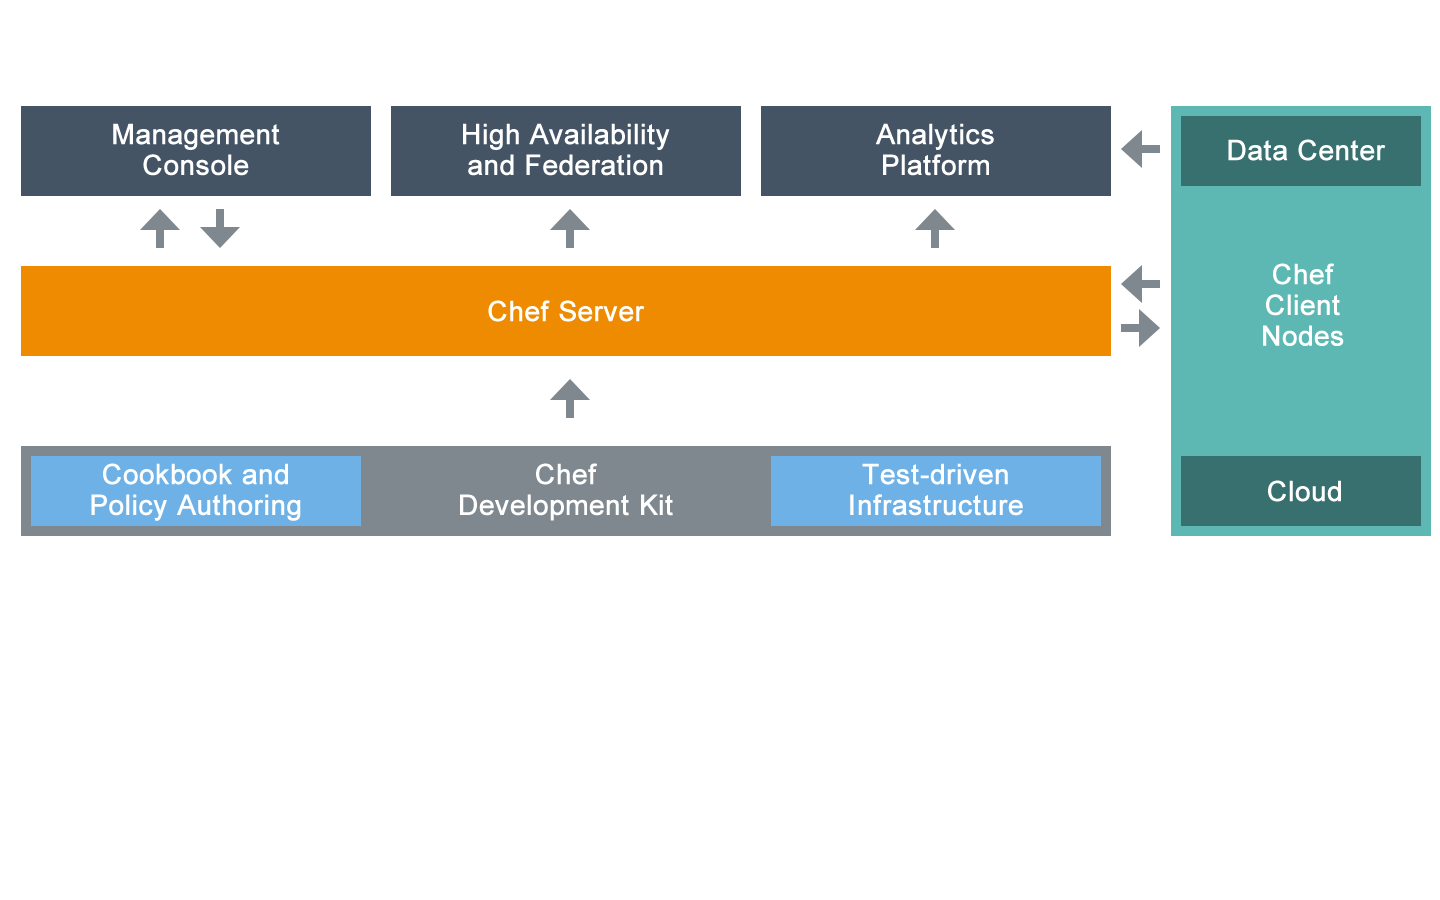 Management
Console
High Availability
and Federation
Analytics
Platform
Data Center
Chef Server
Chef
Client
Nodes
Cookbook and
Policy Authoring
Chef
Development Kit
Test-driven
Infrastructure
Cloud